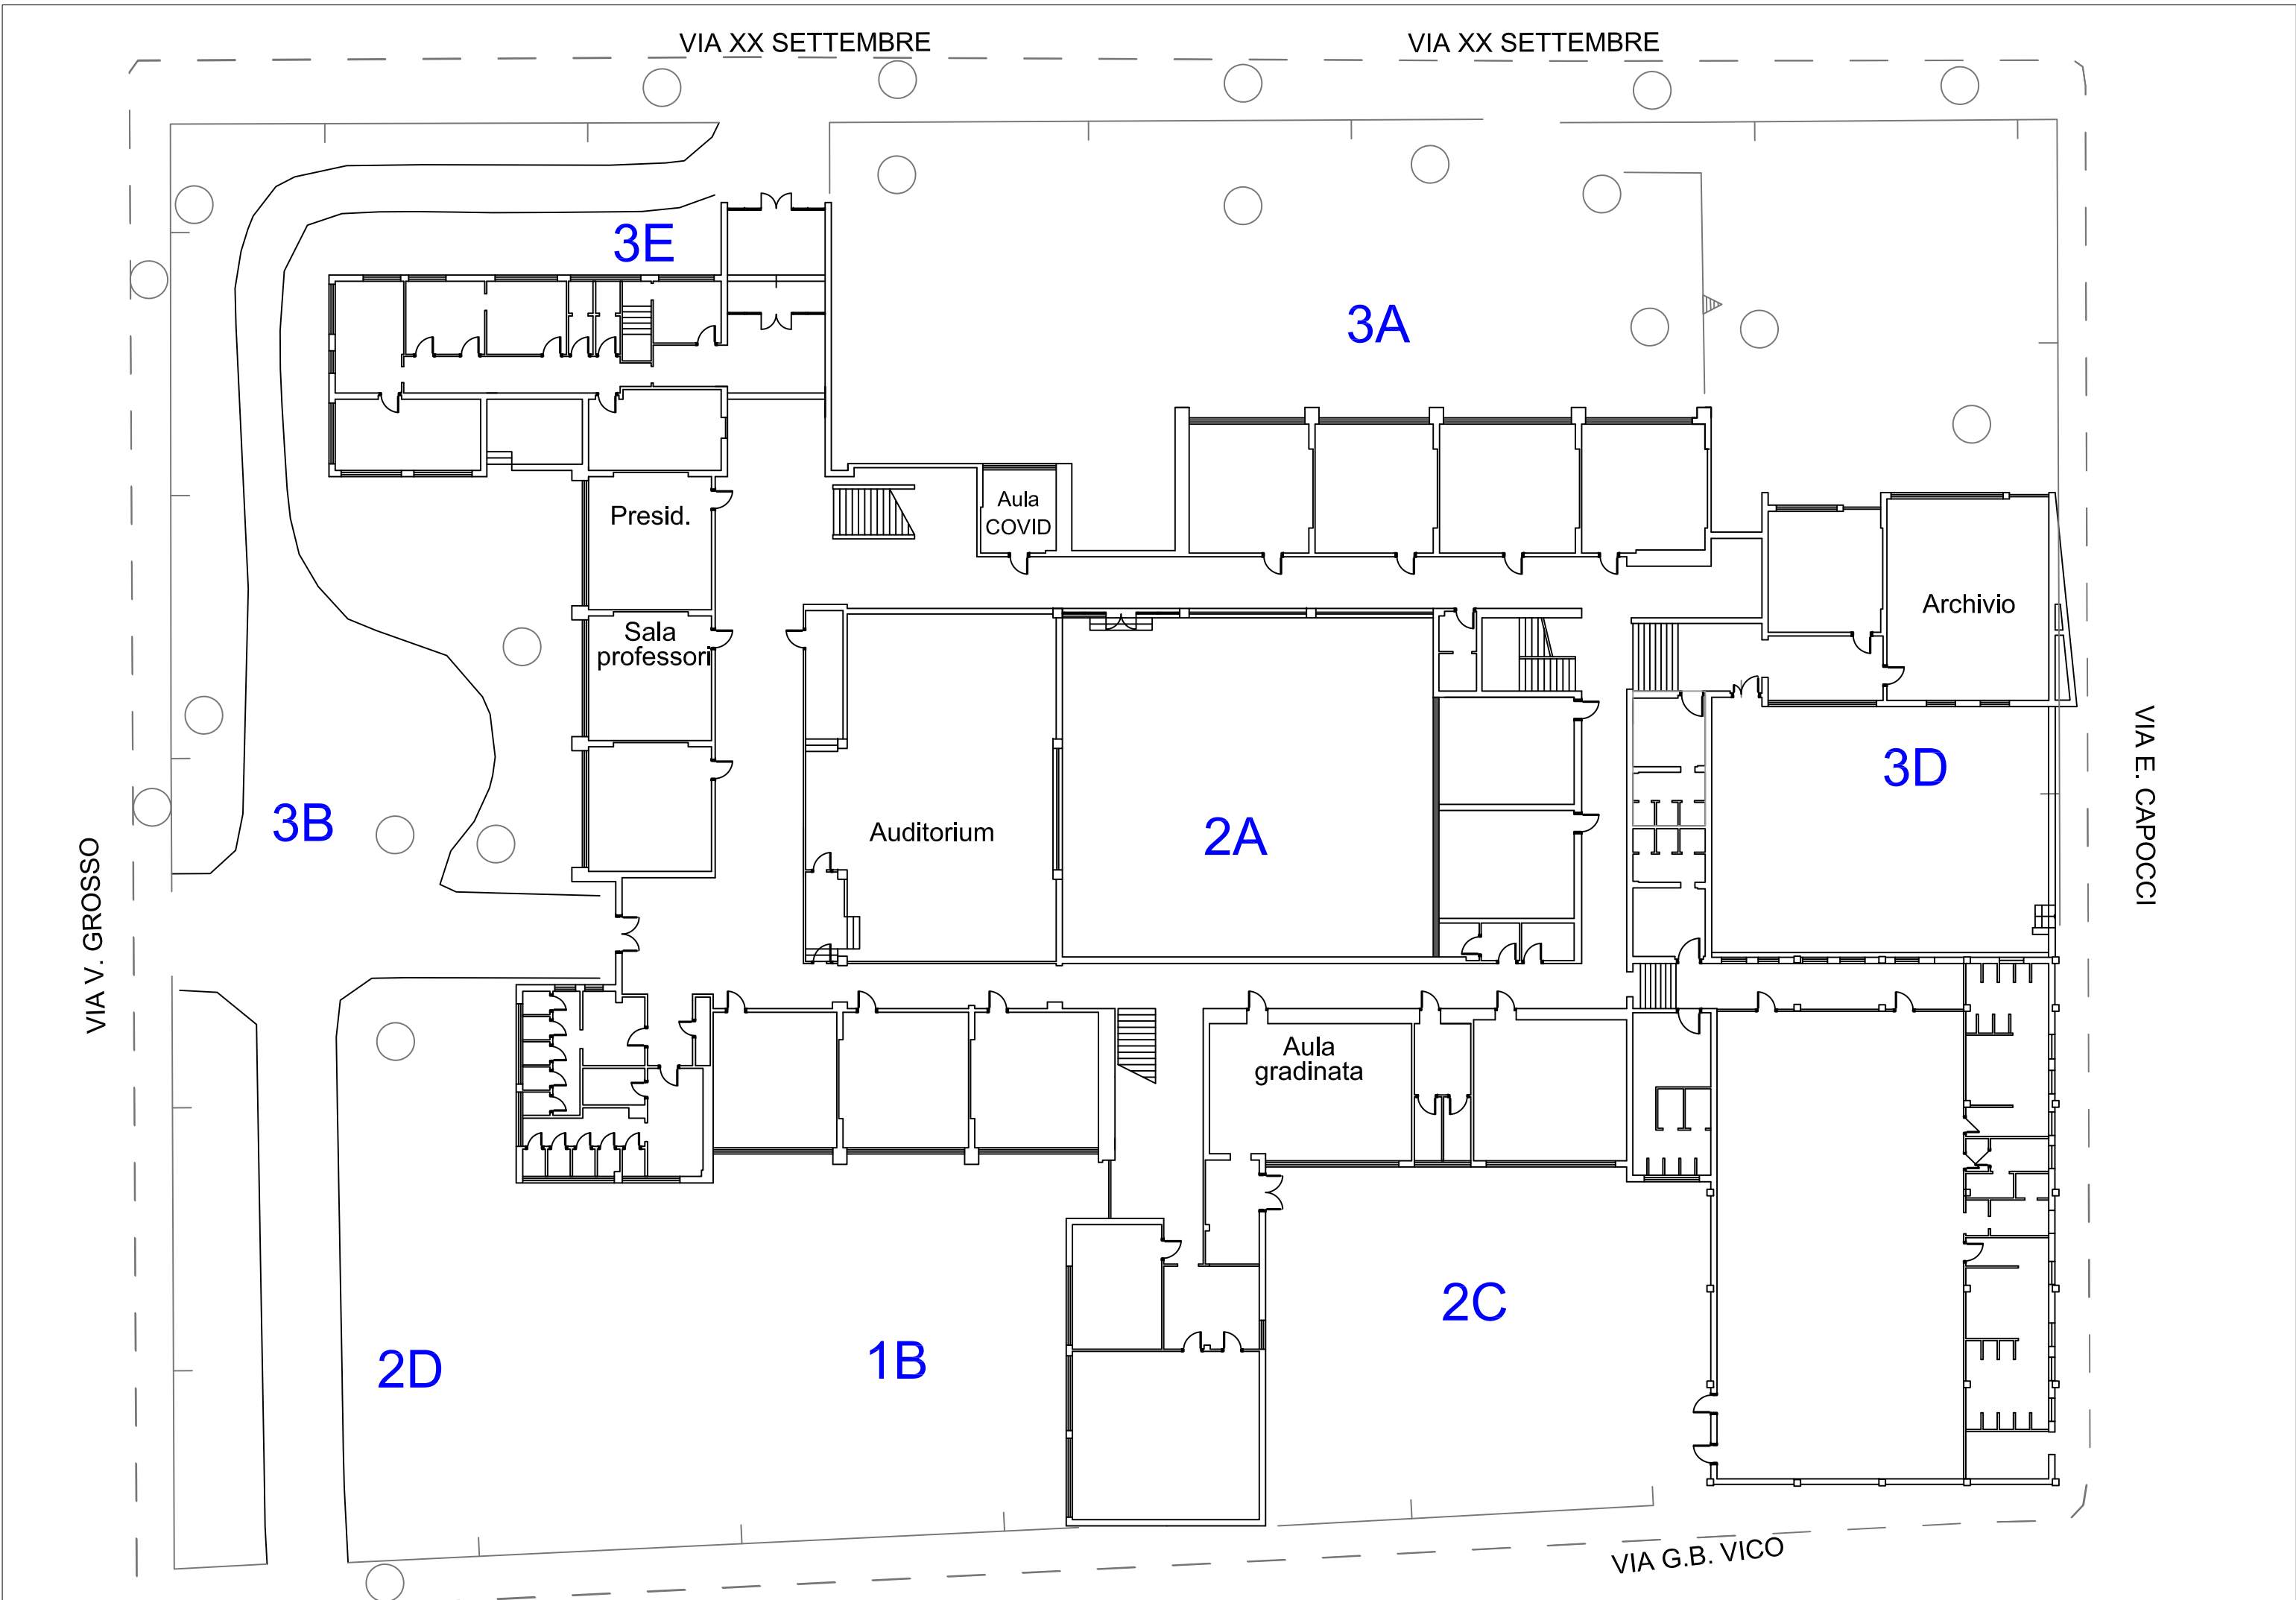 VIA XX SETTEMBRE
VIA XX SETTEMBRE
3E
3A
Aula
COVID
Presid.
Archivio
Sala
professori
3D
3B
Auditorium
2A
VIA E. CAPOCCI
VIA V. GROSSO
Aula
gradinata
2C
1B
2D
VIA G.B. VICO